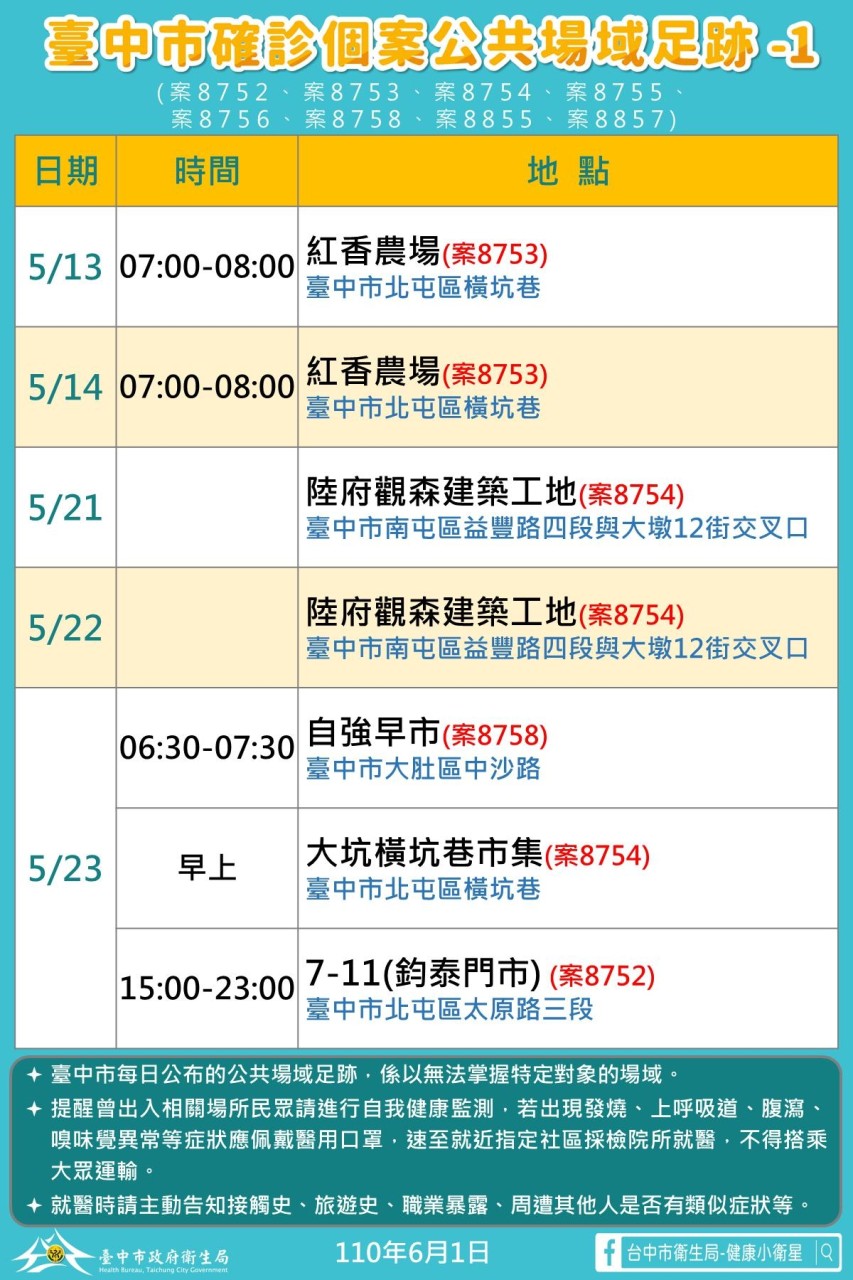 臺中市確診個案公共場域足跡-1
(案8752、案8753、案8754、案8755、
案8756、案8758、案8855、案8857)
日期 時間 地點
5/13 07:00-08:00 紅香農場(案8753)
臺中市北屯區橫坑巷
5/14 07:00-08:00 紅香農場(案8753)
臺中市北屯區橫坑巷
5/21 陸府觀森建築工地(案8754)
臺中市南屯區益豐路四段與大墩12街交叉口
5/22 陸府觀森建築工地(案8754)
臺中市南屯區益豐路四段與大墩12街交叉口
5/23 06:30-07:30 自強早市(案8758)
臺中市大肚區中沙路
早上 大坑橫坑巷市集(案8754)
臺中市北屯區橫坑巷
15:00-23:00 7-11(鈞泰門市) (案8752)
臺中市北屯區太原路三段
臺中市每日公布的公共場域足跡，係以無法掌握特定對象的場域。
提醒曾出入相關場所民眾請進行自我健康監測，若出現發燒、上呼吸道、腹瀉、
嗅味覺異常等症狀應佩戴醫用口罩，速至就近指定社區採檢院所就醫，不得搭乘
大眾運輸。
就醫時請主動告知接觸史、旅遊史、職業暴露、周遭其他人是否有類似症狀等。
臺中市政府衛生局
Health Bureau, Taichung City Government
110年6月1日
f 台中市衛生局-健康小衛星